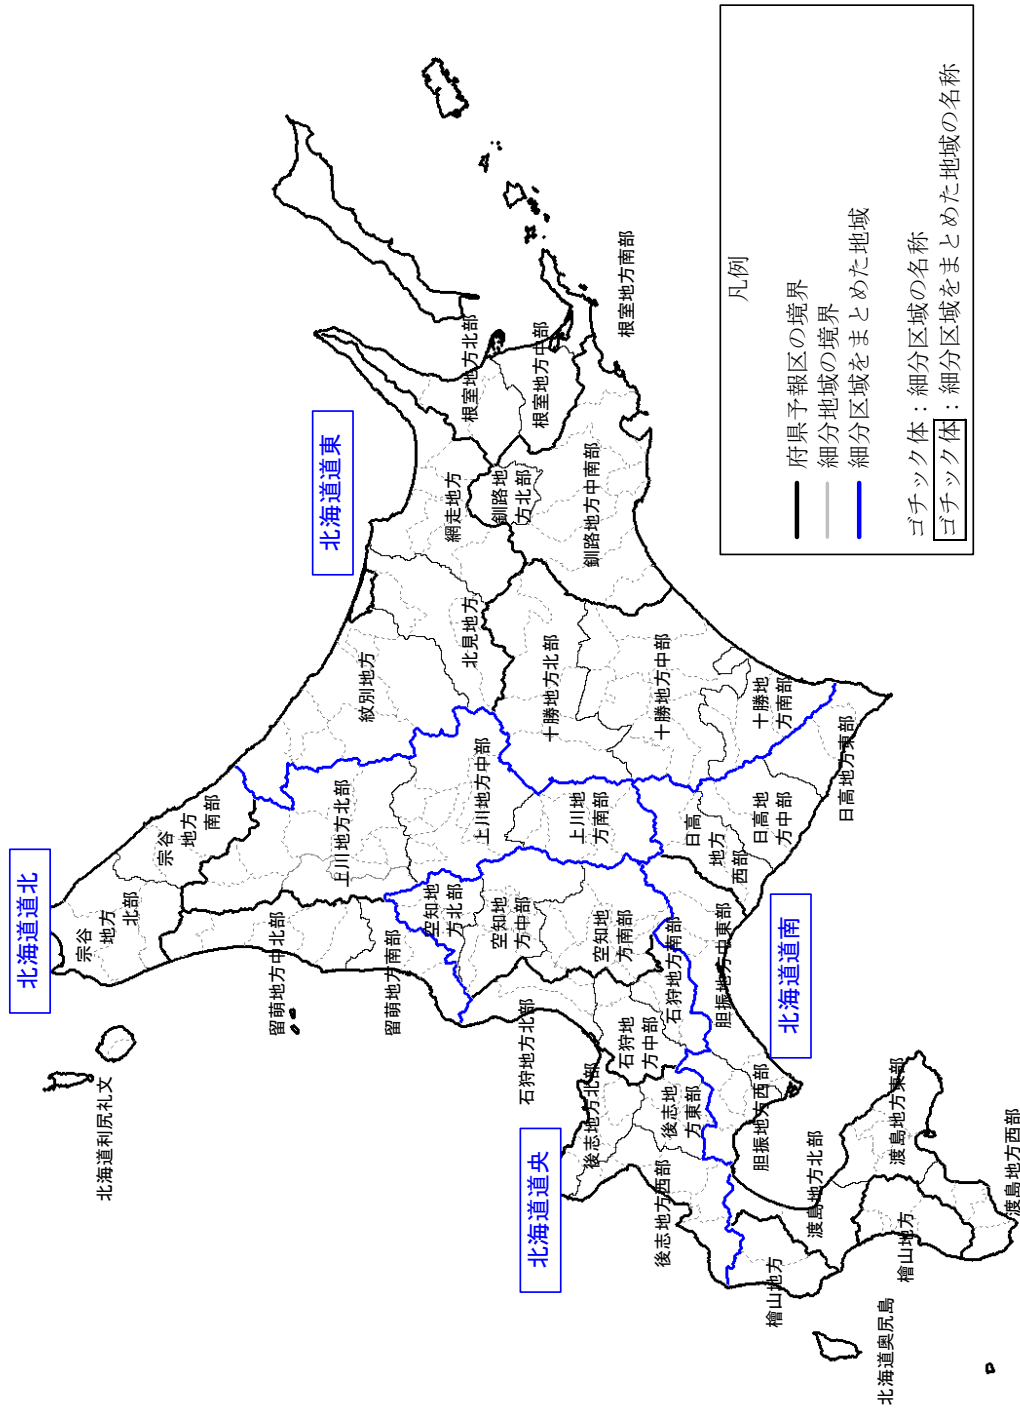 北海道道北
北海道道東
北海道道央
北海道道南
北海道利尻礼文
宗谷
地方
北部
宗谷
地方
南部
留萌地方中北部
留萌地方南部
上川地方北部
上川地方中部
上川地
方南部
紋別地方
北見地方
網走地方
根室地方北部
根室地方中部
根室地方南部
釧路地
方北部
釧路地方中南部
十勝地方北部
十勝地方中部
十勝地
方南部
空知地
方北部
空知地
方中部
空知地
方南部
石狩地方北部
石狩地
方中部
石狩地方南部
後志地方北部
後志地
方東部
後志地方西部
胆振地方中東部
胆振地方西部
日高
地方
西部
日高地
方中部
日高地方東部
渡島地方北部
渡島地方東部
渡島地方西部
檜山地方
檜山地方
北海道奥尻島
凡例
府県予報区の境界
細分地域の境界
細分区域をまとめた地域
ゴチック体：細分区域の名称
ゴチック体：細分区域をまとめた地域の名称